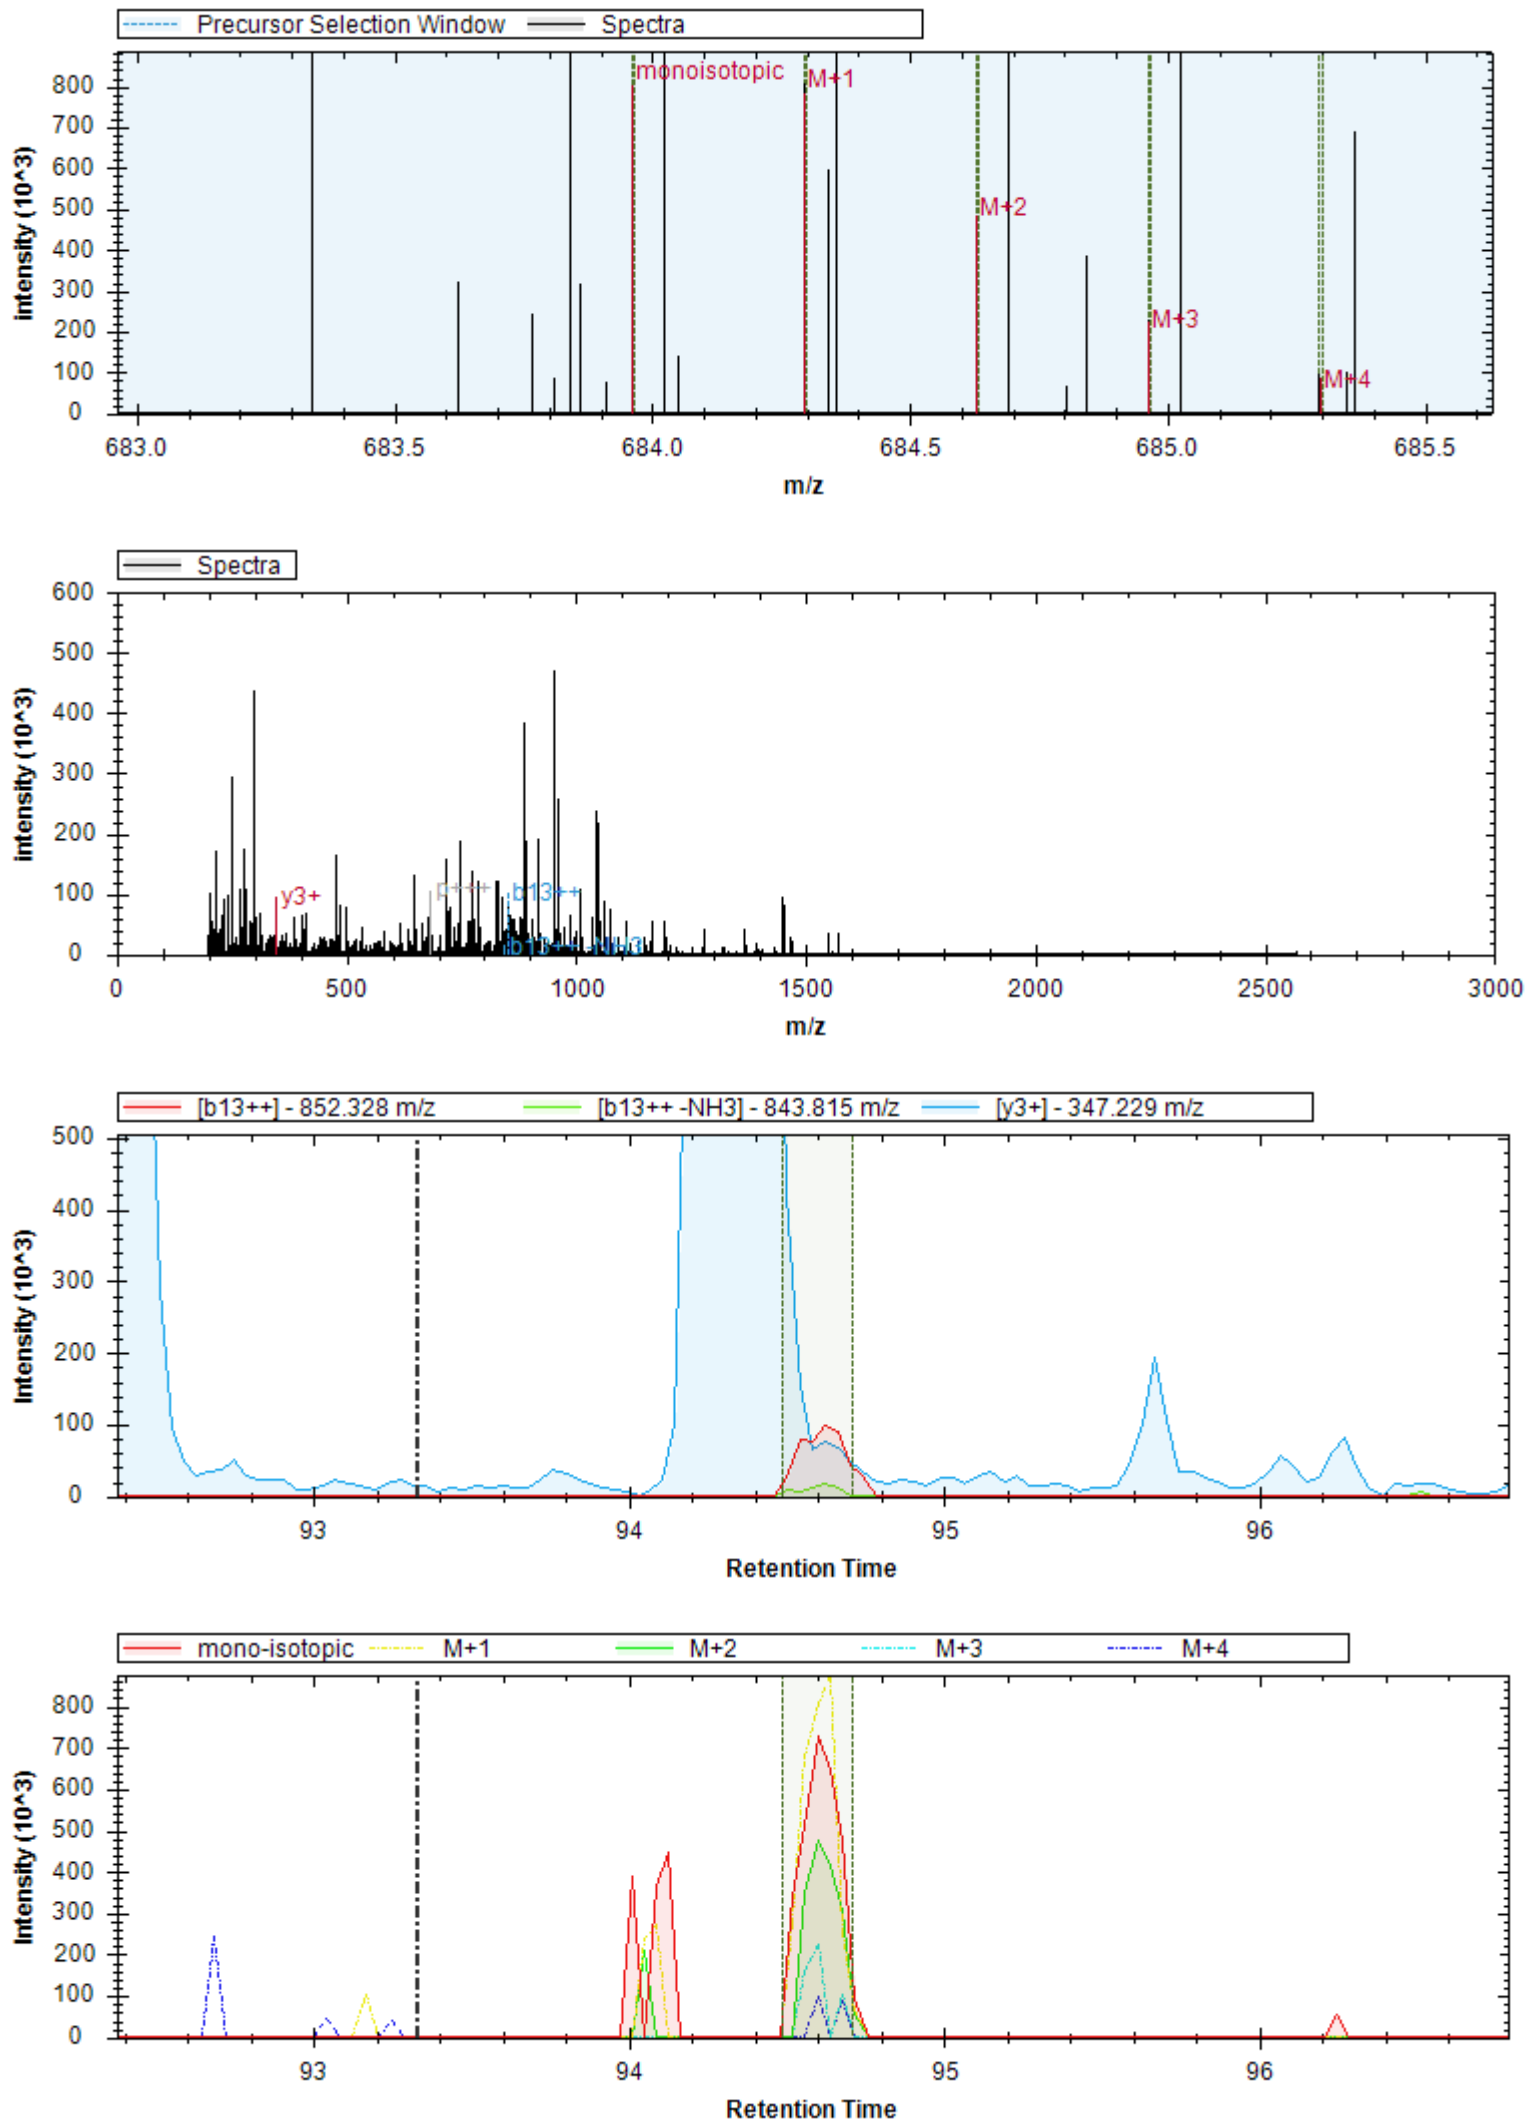 Precursor Selection Window Spectra
intensity (10^3)
800
700
600
500
400
300
200
100
0
monoisotopic
M+1
M+2
M+3
M+4
683.0 683.5 684.0 684.5 685.0 685.5
m/z
Spectra
intensity (10^3)
600
500
400
300
200
100
0
y3+
p+++
b13++
b13++ -NH3
0 500 1000 1500 2000 2500 3000
m/z
[b13++] - 852.328 m/z [b13++ -NH3] - 843.815 m/z [y3+] - 347.229 m/z
Intensity (10^3)
500
400
300
200
100
0
93 94 95 96
Retention Time
mono-isotopic M+1 M+2 M+3 M+4
Intensity (10^3)
800
700
600
500
400
300
200
100
0
93 94 95 96
Retention Time